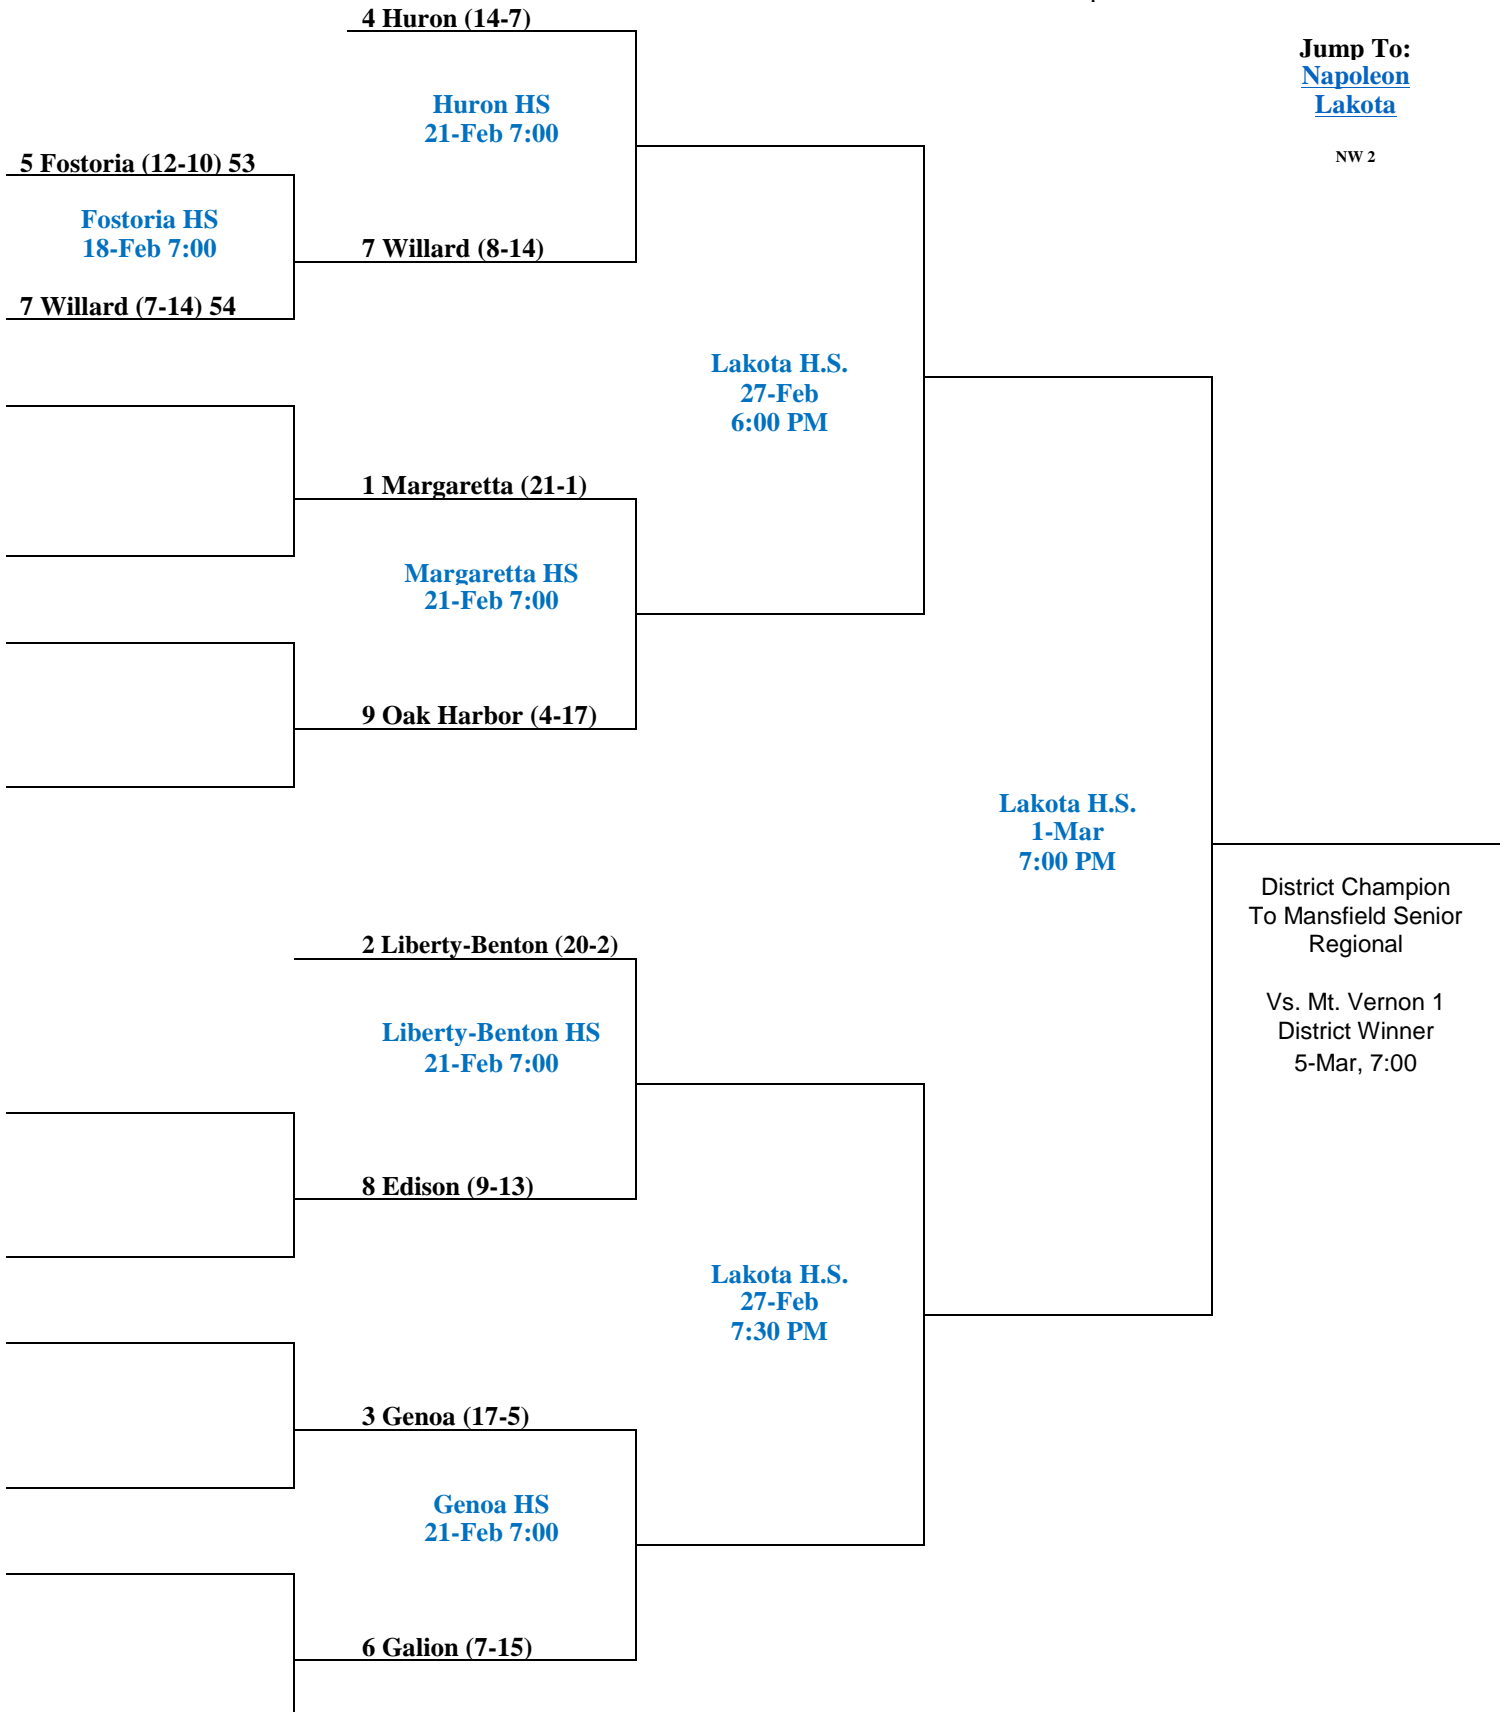 4 Huron (14-7)
Jump To:
Napoleon
Lakota
NW 2
Huron HS
21-Feb 7:00
5 Fostoria (12-10) 53
Fostoria HS
18-Feb 7:00
7 Willard (8-14)
7 Willard (7-14) 54
Lakota H.S.
27-Feb
6:00 PM
1 Margaretta (21-1)
Margaretta HS
21-Feb 7:00
9 Oak Harbor (4-17)
Lakota H.S.
1-Mar
7:00 PM
District Champion
To Mansfield Senior
Regional
Vs. Mt. Vernon 1
District Winner
5-Mar, 7:00
2 Liberty-Benton (20-2)
Liberty-Benton HS
21-Feb 7:00
8 Edison (9-13)
Lakota H.S.
27-Feb
7:30 PM
3 Genoa (17-5)
Genoa HS
21-Feb 7:00
6 Galion (7-15)